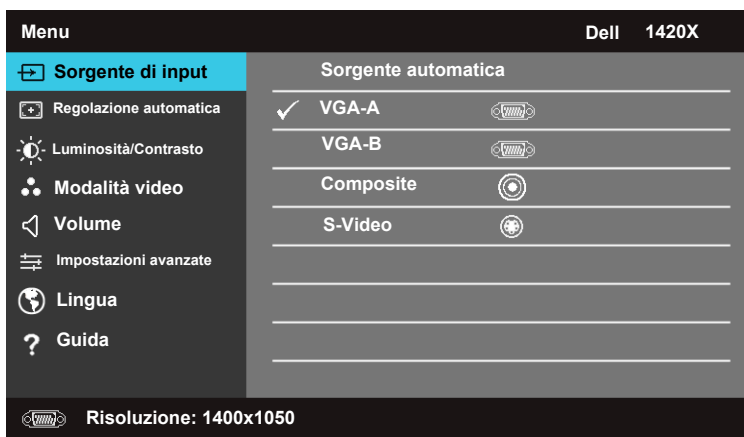 Menu
Dell 1420X
Sorgente di input
Regolazione automatica
Luminosità/Contrasto
Modalità video
Volume
Impostazioni avanzate
Lingua
Guida
Sorgente automatica
VGA-A
VGA-B
Composite
S-Video
Risoluzione: 1400x1050